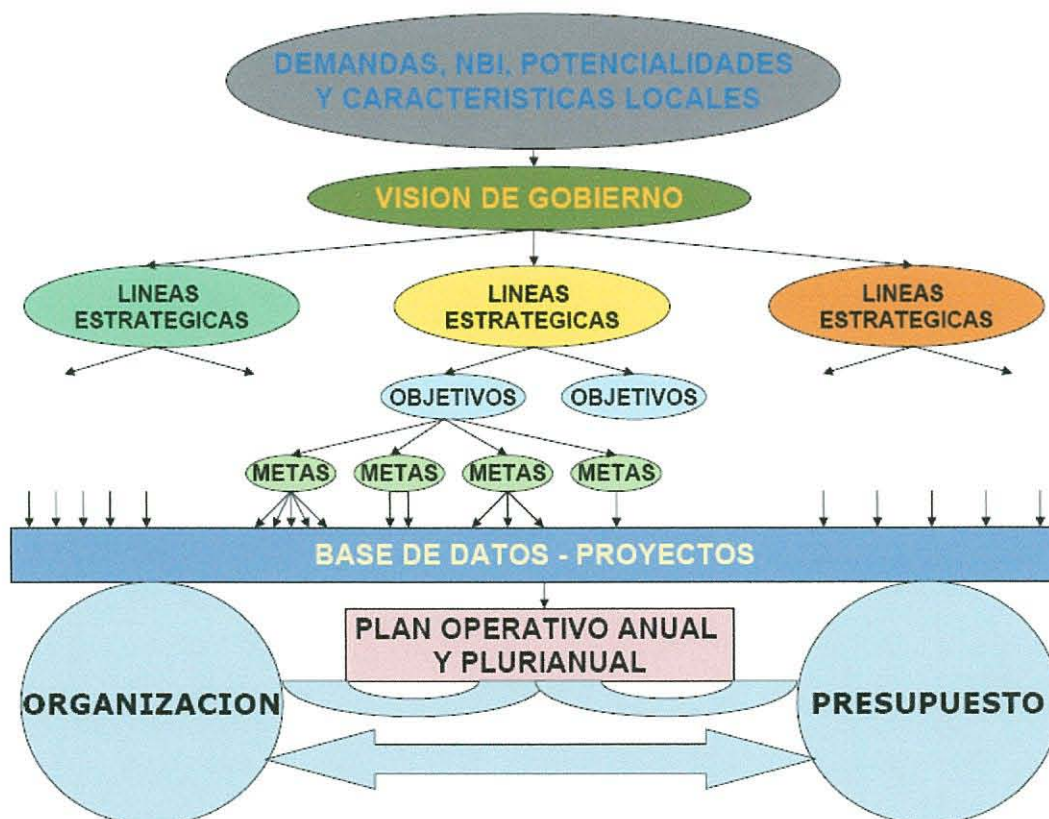 DEMANDAS, NBI, POTENCIALIDADES
Y CARACTERISTICAS LOCALES
VISION DE GOBIERNO
LINEAS
ESTRATEGICAS
LINEAS
ESTRATEGICAS
LINEAS
ESTRATEGICAS
OBJETIVOS
OBJETIVOS
METAS
METAS
METAS
METAS
BASE DE DATOS - PROYECTOS
PLAN OPERATIVO ANUAL
Y PLURIANUAL
ORGANIZACION
PRESUPUESTO